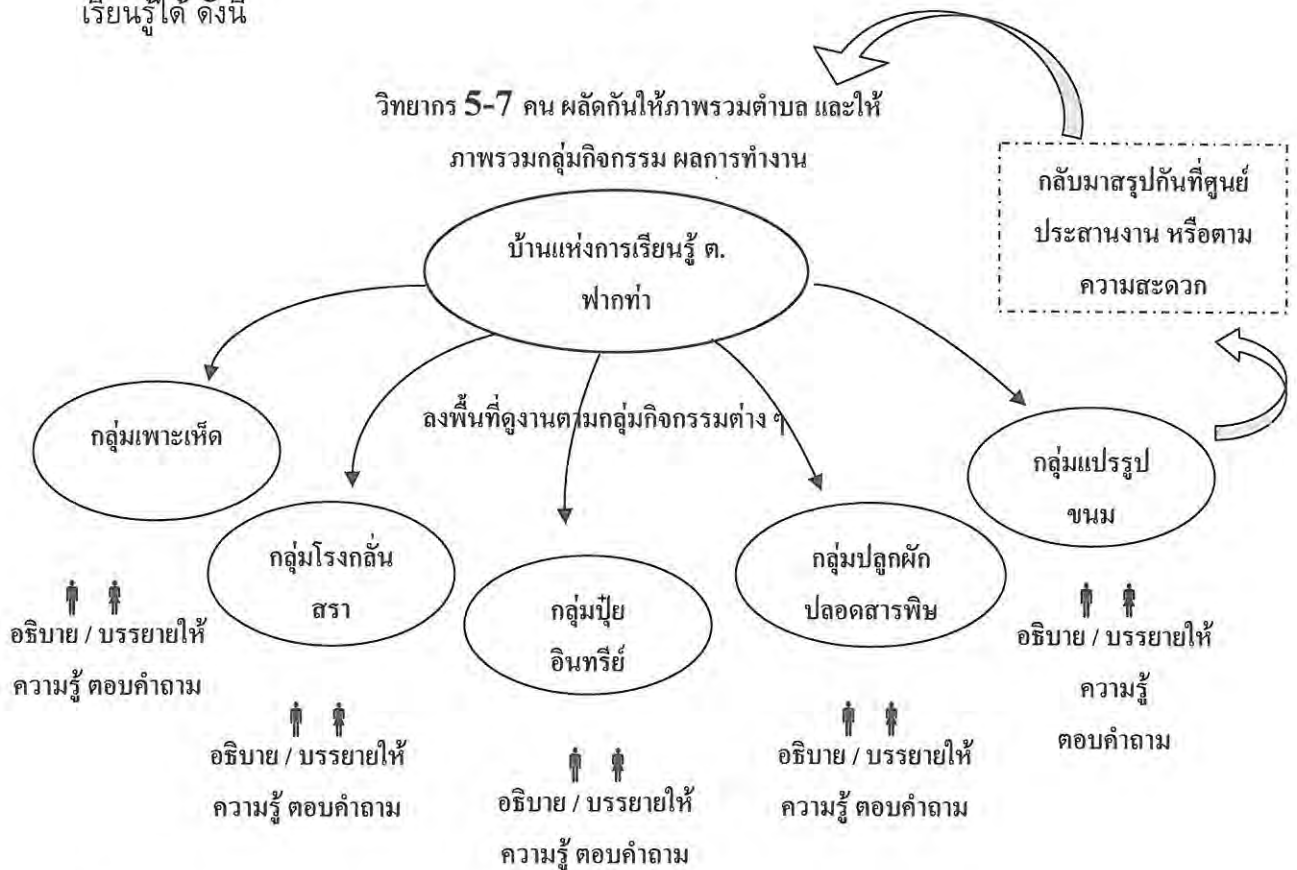 เรียนรู้ได้ ดังนี้
วิทยากร 5-7 คน ผลัดกันให้ภาพรวมตำบล และให้
ภาพรวมกลุ่มกิจกรรม ผลการทำงาน
กลับมาสรุปกันที่ศูนย์
ประสานงาน หรือตาม
ความสะดวก
บ้านแห่งการเรียนรู้ ต.
ฟากท่า
ลงพื้นที่ดูงานตามกลุ่มกิจกรรมต่าง ๆ
กลุ่มเพาะเห็ด
กลุ่มโรงกลั่น
สรา
กลุ่มปุ๋ย
อินทรีย์
กลุ่มปลูกผัก
ปลอดสารพิษ
กลุ่มแปรรูป
ขนม
อธิบาย / บรรยายให้
ความรู้ ตอบคำถาม
อธิบาย / บรรยายให้
ความรู้ ตอบคำถาม
อธิบาย / บรรยายให้
ความรู้ ตอบคำถาม
อธิบาย / บรรยายให้
ความรู้ ตอบคำถาม
อธิบาย / บรรยายให้
ความรู้
ตอบคำถาม